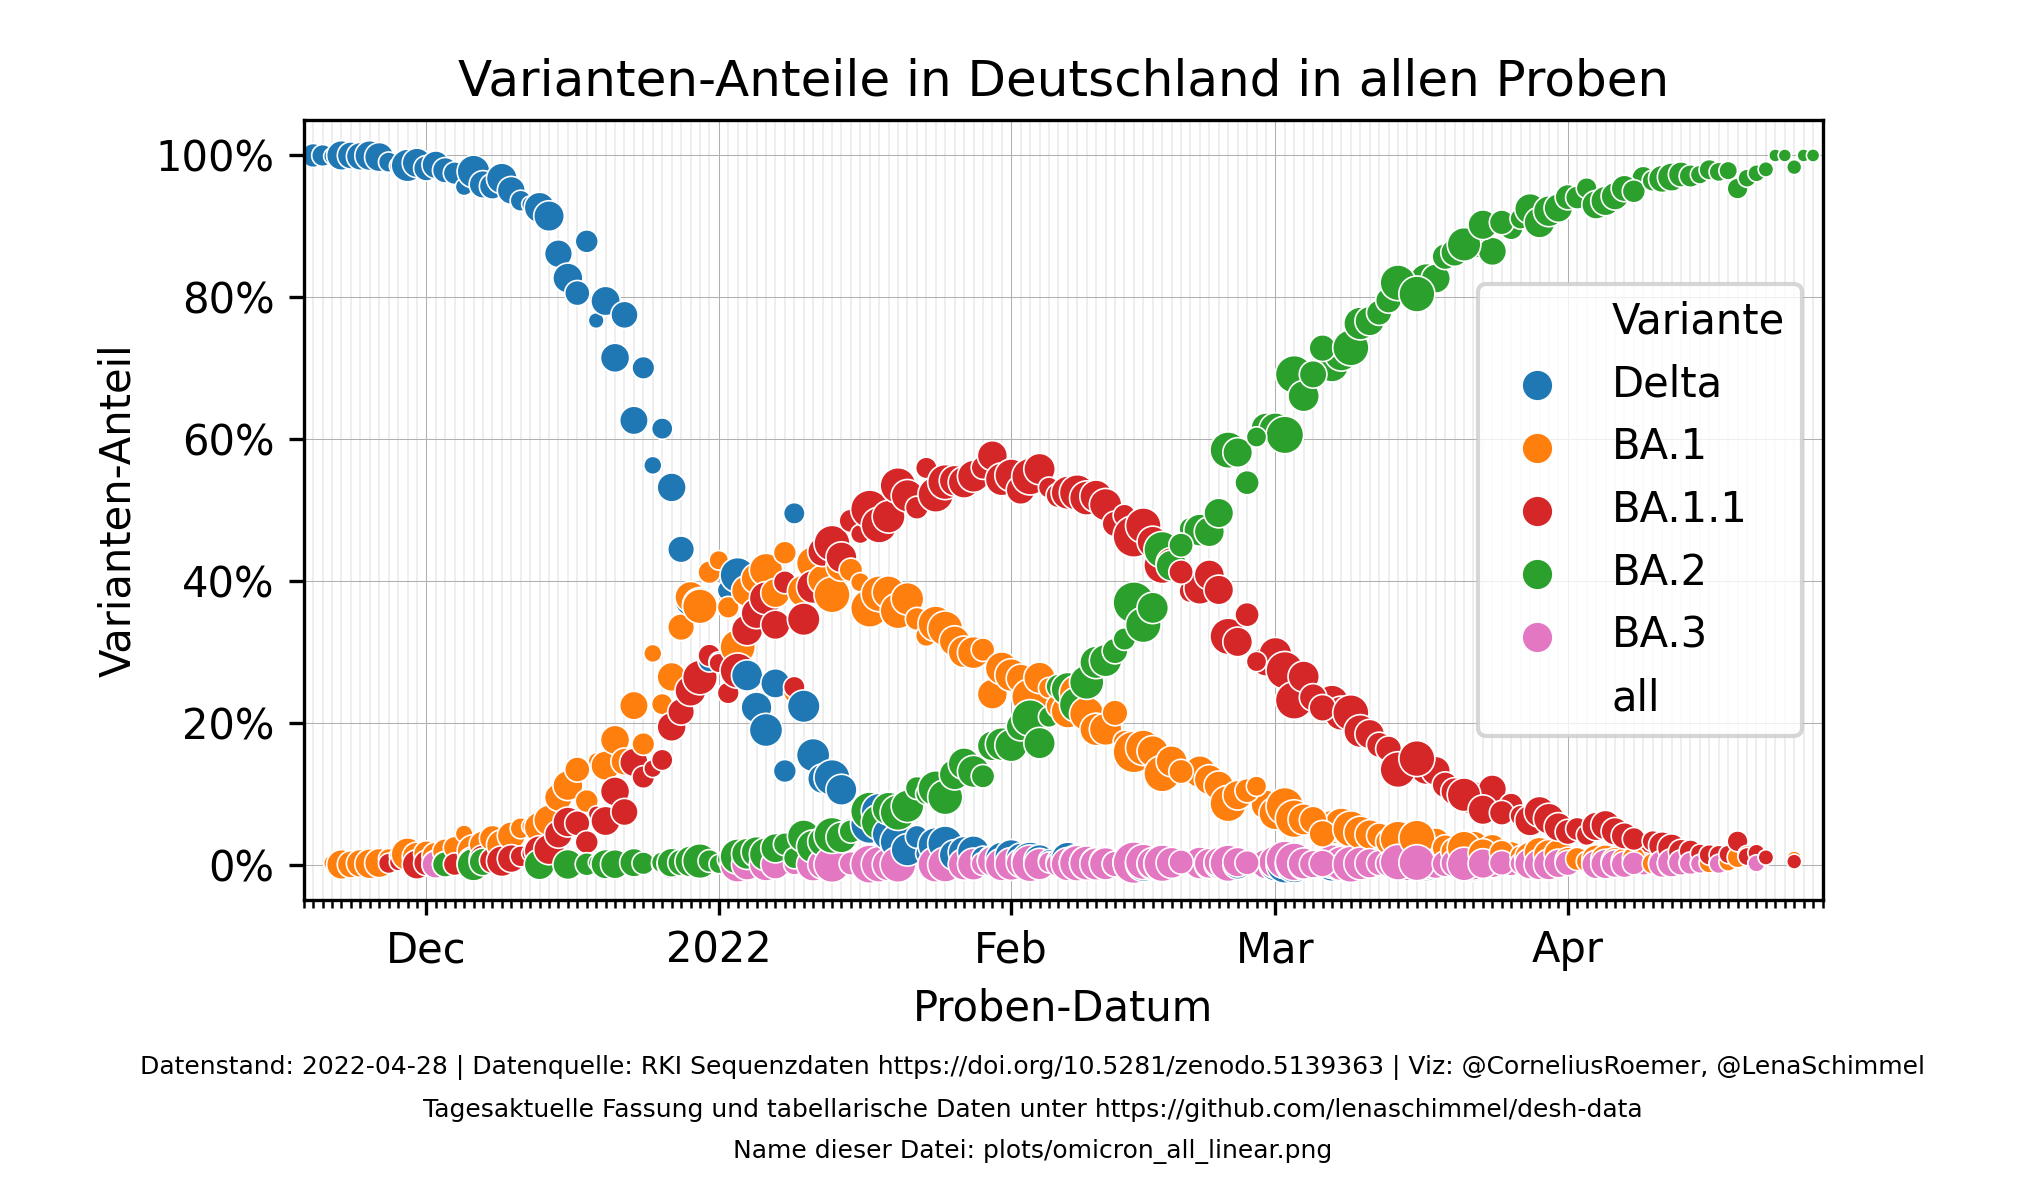 Varianten-Anteile in Deutschland in allen Proben
Varianten-Anteil
100%
80%
60%
40%
20%
0%
Variante
Delta
BA.1
BA.1.1
BA.2
BA.3
all
Dec
2022
Feb
Mar
Apr
Proben-Datum
Datenstand: 2022-04-28 | Datenquelle: RKI Sequenzdaten https://doi.org/10.5281/zenodo.5139363 | Viz: @CorneliusRoemer, @LenaSchimmel
Tagesaktuelle Fassung und tabellarische Daten unter https://github.com/lenaschimmel/desh-data
Name dieser Datei: plots/omicron_all_linear.png